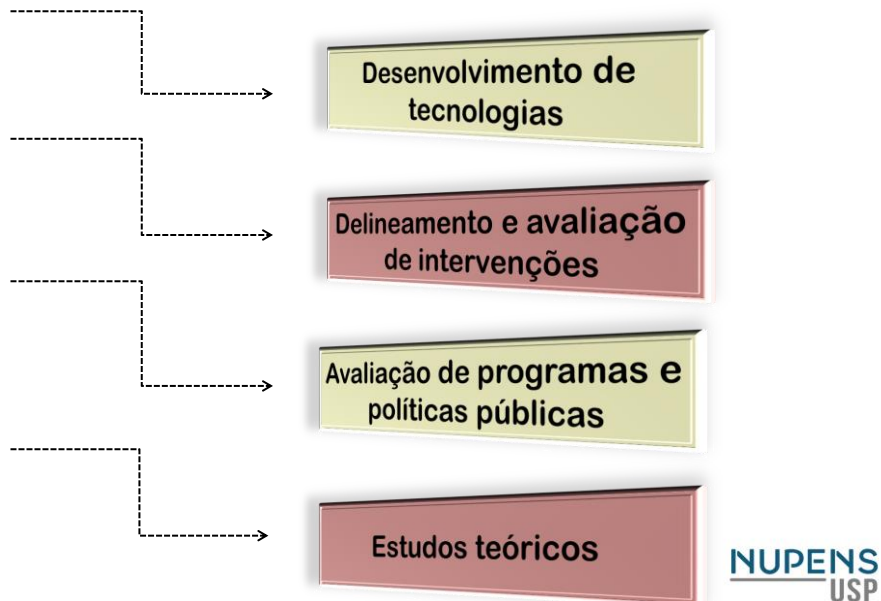 Desenvolvimento de
tecnologias
Delineamento e avaliação
de intervenções
Avaliação de programas e
políticas públicas
Estudos teóricos
NUPENS
USP